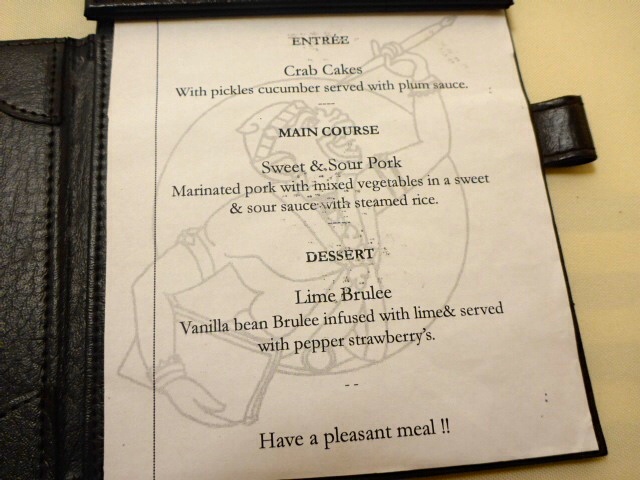 ENTRÉE
Crab Cakes
With pickles cucumber served with plum sauce.
----
MAIN COURSE
Sweet & Sour Pork
Marinated pork with mixed vegetables in a sweet
& sour sauce with steamed rice.
-----
DESSERT
Lime Brulee
Vanilla bean Brulee infused with lime& served
with pepper strawberry's.
- -
Have a pleasant meal !!